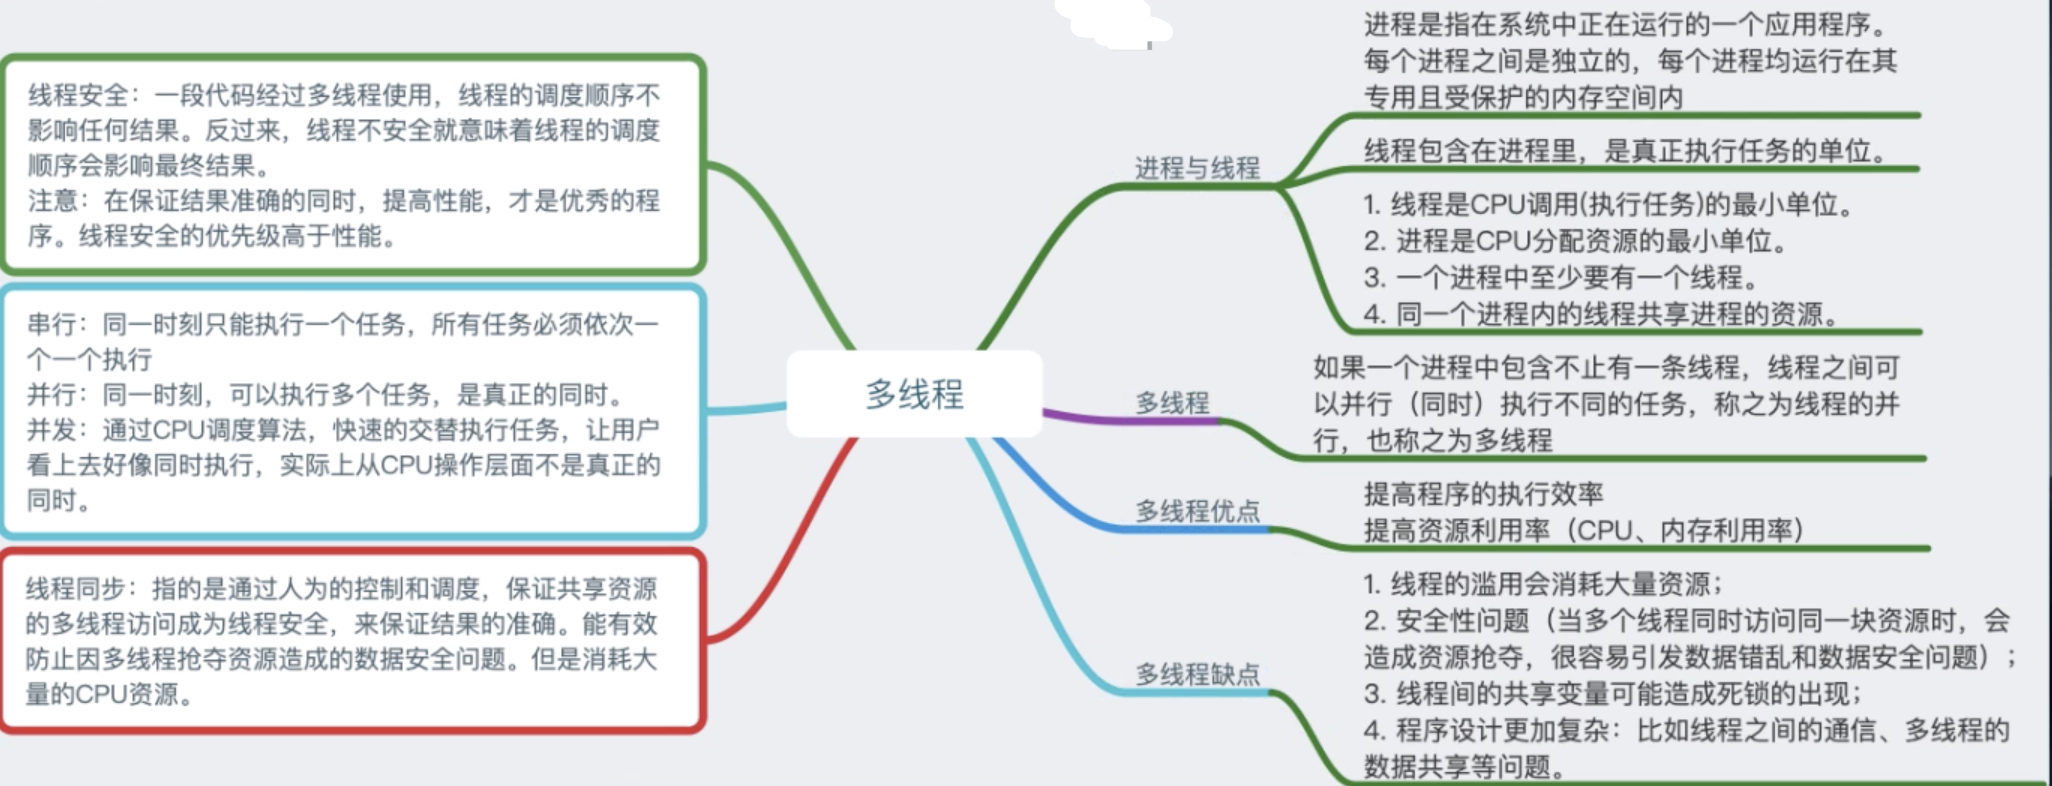 线程安全：一段代码经过多线程使用，线程的调度顺序不
影响任何结果。反过来，线程不安全就意味着线程的调度
顺序会影响最终结果。
注意：在保证结果准确的同时，提高性能，才是优秀的程
序。线程安全的优先级高于性能。
串行：同一时刻只能执行一个任务，所有任务必须依次一
个一个执行
并行：同一时刻，可以执行多个任务，是真正的同时。
并发：通过CPU调度算法，快速的交替执行任务，让用户
看上去好像同时执行，实际上从CPU操作层面不是真正的
同时。
线程同步：指的是通过人为的控制和调度，保证共享资源
的多线程访问成为线程安全，来保证结果的准确。能有效
防止因多线程抢夺资源造成的数据安全问题。但是消耗大
量的CPU资源。
多线程
进程与线程
进程是指在系统中正在运行的一个应用程序。
每个进程之间是独立的，每个进程均运行在其
专用且受保护的内存空间内
线程包含在进程里，是真正执行任务的单位。
1. 线程是CPU调用(执行任务)的最小单位。
2. 进程是CPU分配资源的最小单位。
3. 一个进程中至少要有一个线程。
4. 同一个进程内的线程共享进程的资源。
多线程
如果一个进程中包含不止有一条线程，线程之间可
以并行（同时）执行不同的任务，称之为线程的并
行，也称之为多线程
多线程优点
提高程序的执行效率
提高资源利用率（CPU、内存利用率）
多线程缺点
1. 线程的滥用会消耗大量资源；
2. 安全性问题（当多个线程同时访问同一块资源时，会
造成资源抢夺，很容易引发数据错乱和数据安全问题）；
3. 线程间的共享变量可能造成死锁的出现；
4. 程序设计更加复杂：比如线程之间的通信、多线程的
数据共享等问题。